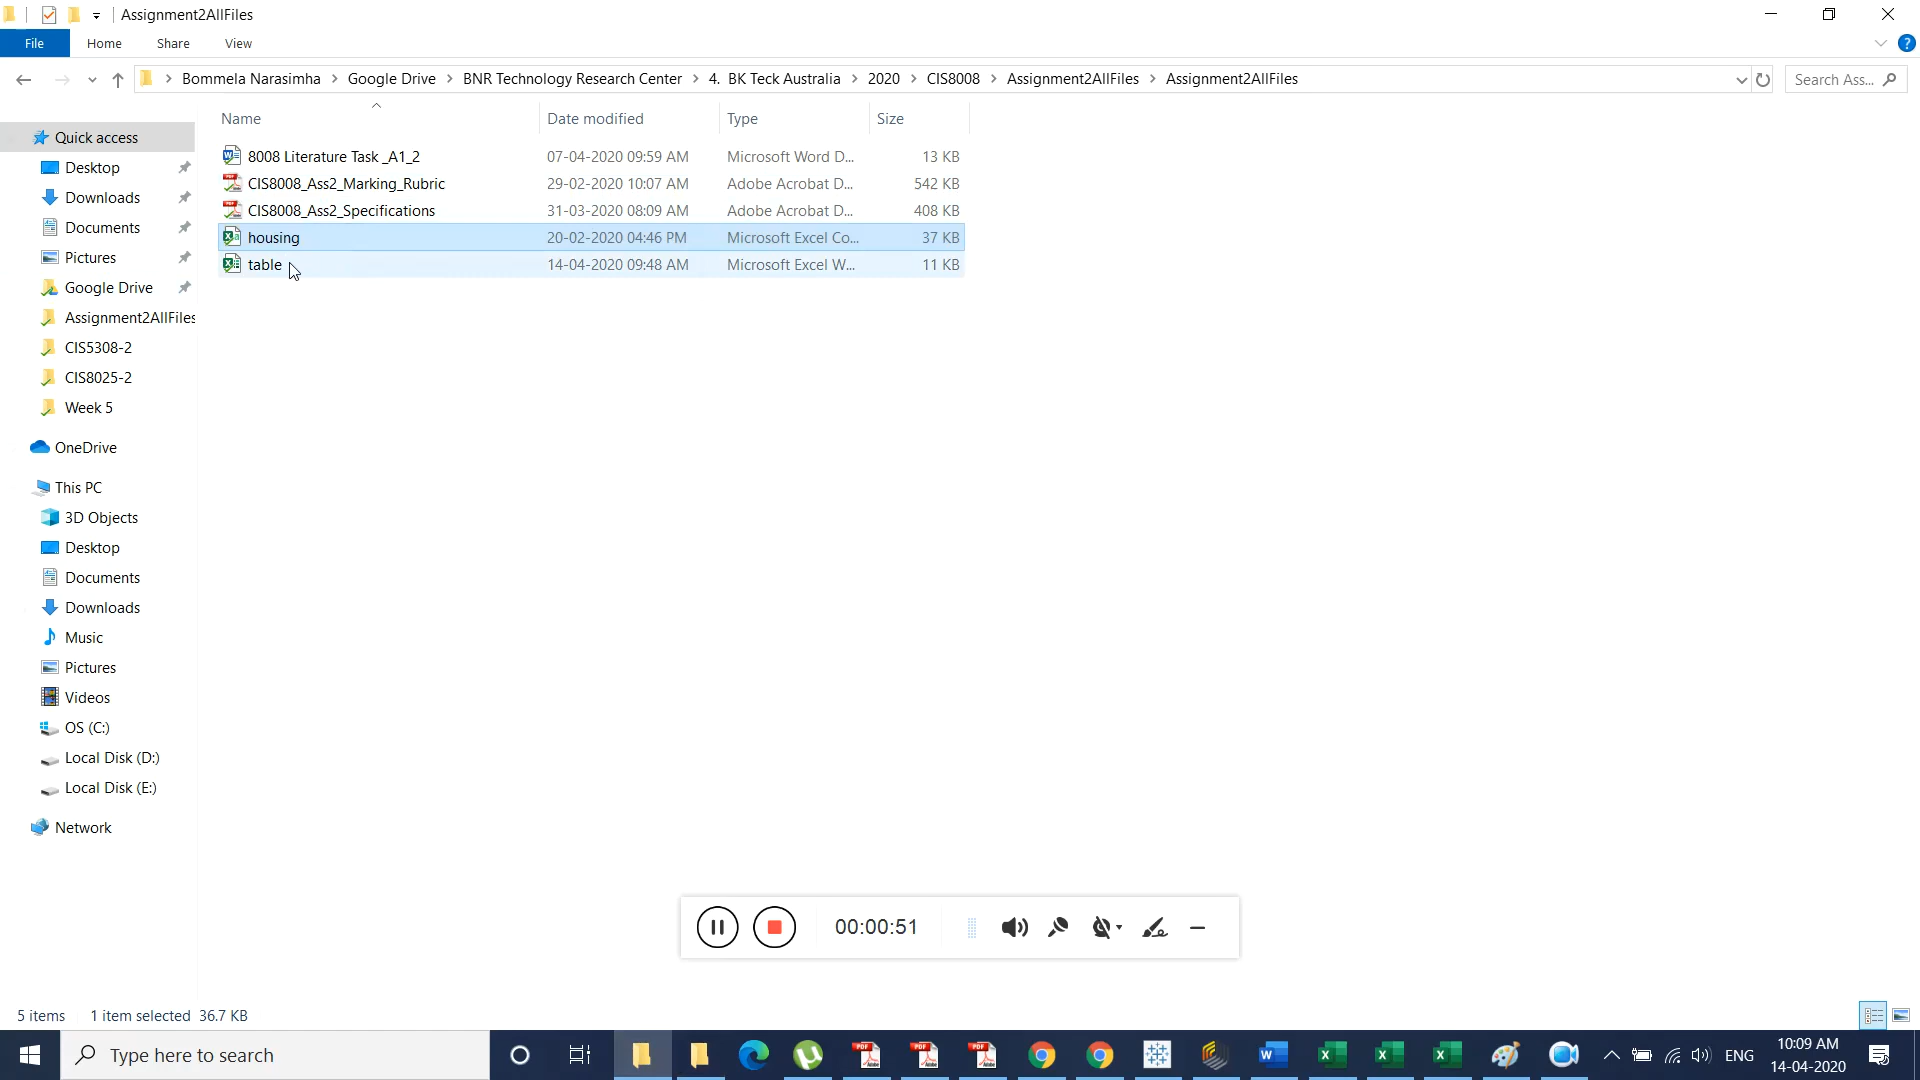 Assignment2AllFiles
File Home Share View
Bommela Narasimha Google Drive BNR Technology Research Center 4. BK Teck Australia 2020 CIS8008 Assignment2AllFiles Assignment2AllFiles Search Ass...
Name Date modified Type Size
8008 Literature Task _A1_2 07-04-2020 09:59 AM Microsoft Word D... 13 KB
CIS8008_Ass2_Marking_Rubric 29-02-2020 10:07 AM Adobe Acrobat D... 542 KB
CIS8008_Ass2_Specifications 31-03-2020 08:09 AM Adobe Acrobat D... 408 KB
housing 20-02-2020 04:46 PM Microsoft Excel Co... 37 KB
table 14-04-2020 09:48 AM Microsoft Excel W... 11 KB
Quick access
Desktop
Downloads
Documents
Pictures
Google Drive
Assignment2AllFiles
CIS5308-2
CIS8025-2
Week 5
OneDrive
This PC
3D Objects
Desktop
Documents
Downloads
Music
Pictures
Videos
OS (C:)
Local Disk (D:)
Local Disk (E:)
Network
00:00:51
5 items 1 item selected 36.7 KB
Type here to search
ENG
10:09 AM
14-04-2020